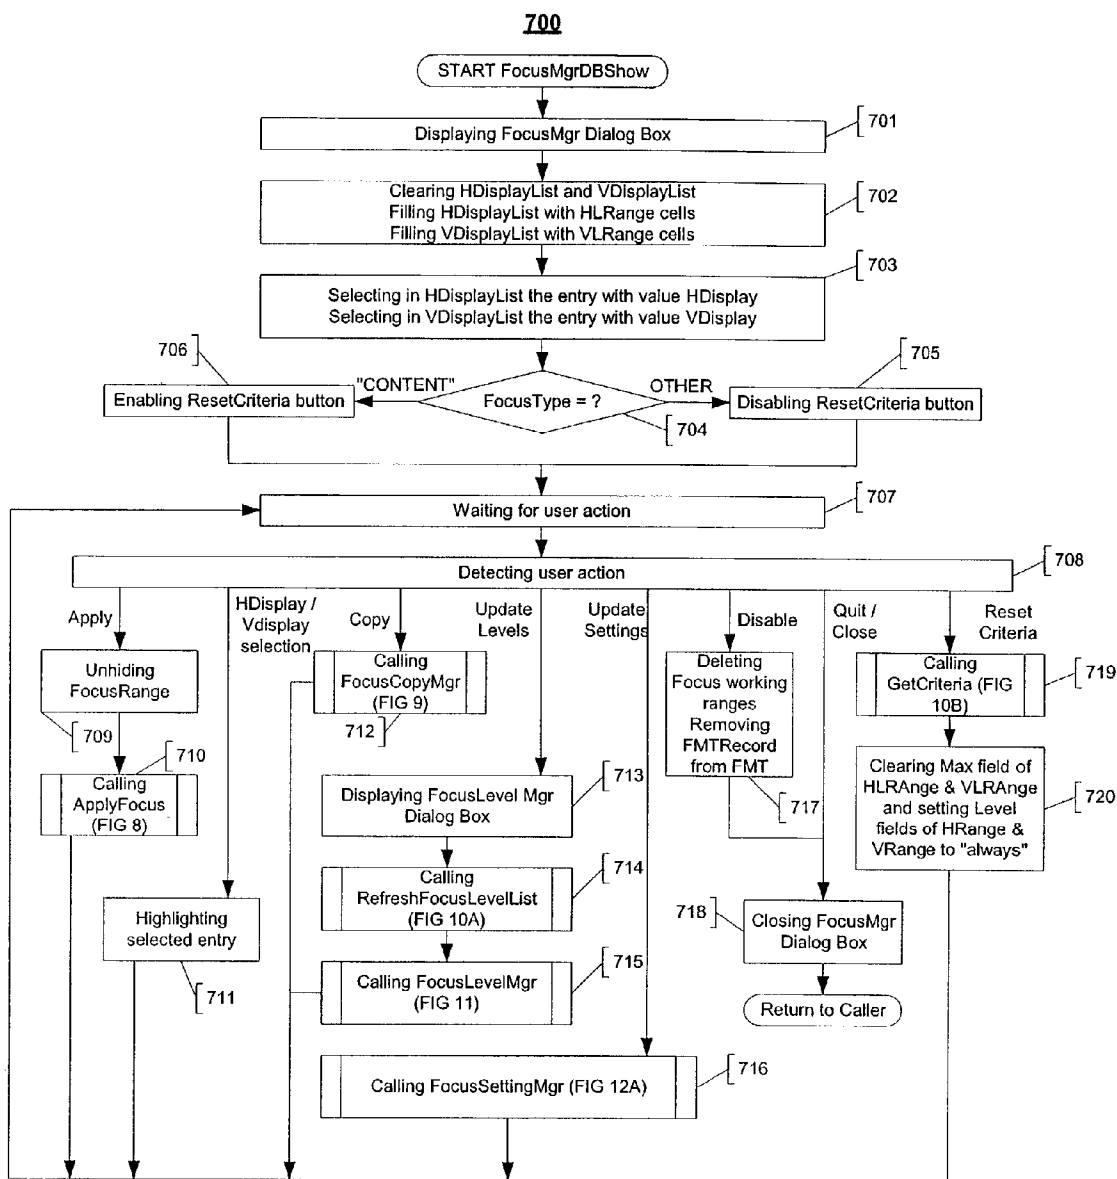 700
START FocusMgrDBShow
Displaying FocusMgr Dialog Box
701
Clearing HDisplayList and VDisplayList
Filling HDisplayList with HLRange cells
Filling VDisplayList with VLRange cells
702
703
Selecting in HDisplayList the entry with value HDisplay
Selecting in VDisplayList the entry with value VDisplay
706
705
"CONTENT"
OTHER
Enabling ResetCriteria button
FocusType = ?
Disabling ResetCriteria button
704
707
Waiting for user action
708
Detecting user action
Apply
HDisplay /
Vdisplay
selection
Copy
Update
Levels
Update
Settings
Disable
Quit /
Close
Reset
Criteria
Unhiding
FocusRange
709
Calling
FocusCopyMgr
(FIG 9)
712
Deleting
Focus working
ranges
Removing
FMTRecord
from FMT
717
Calling
GetCriteria (FIG
10B)
719
710
Calling
ApplyFocus
(FIG 8)
Displaying FocusLevel Mgr
Dialog Box
713
Clearing Max field of
HLRAnge & VLRAnge
and setting Level
fields of HRange &
VRange to "always"
720
Calling
RefreshFocusLevelList
(FIG 10A)
714
Highlighting
selected entry
711
718
Closing FocusMgr
Dialog Box
Calling FocusLevelMgr
(FIG 11)
715
Return to Caller
Calling FocusSettingMgr (FIG 12A)
716